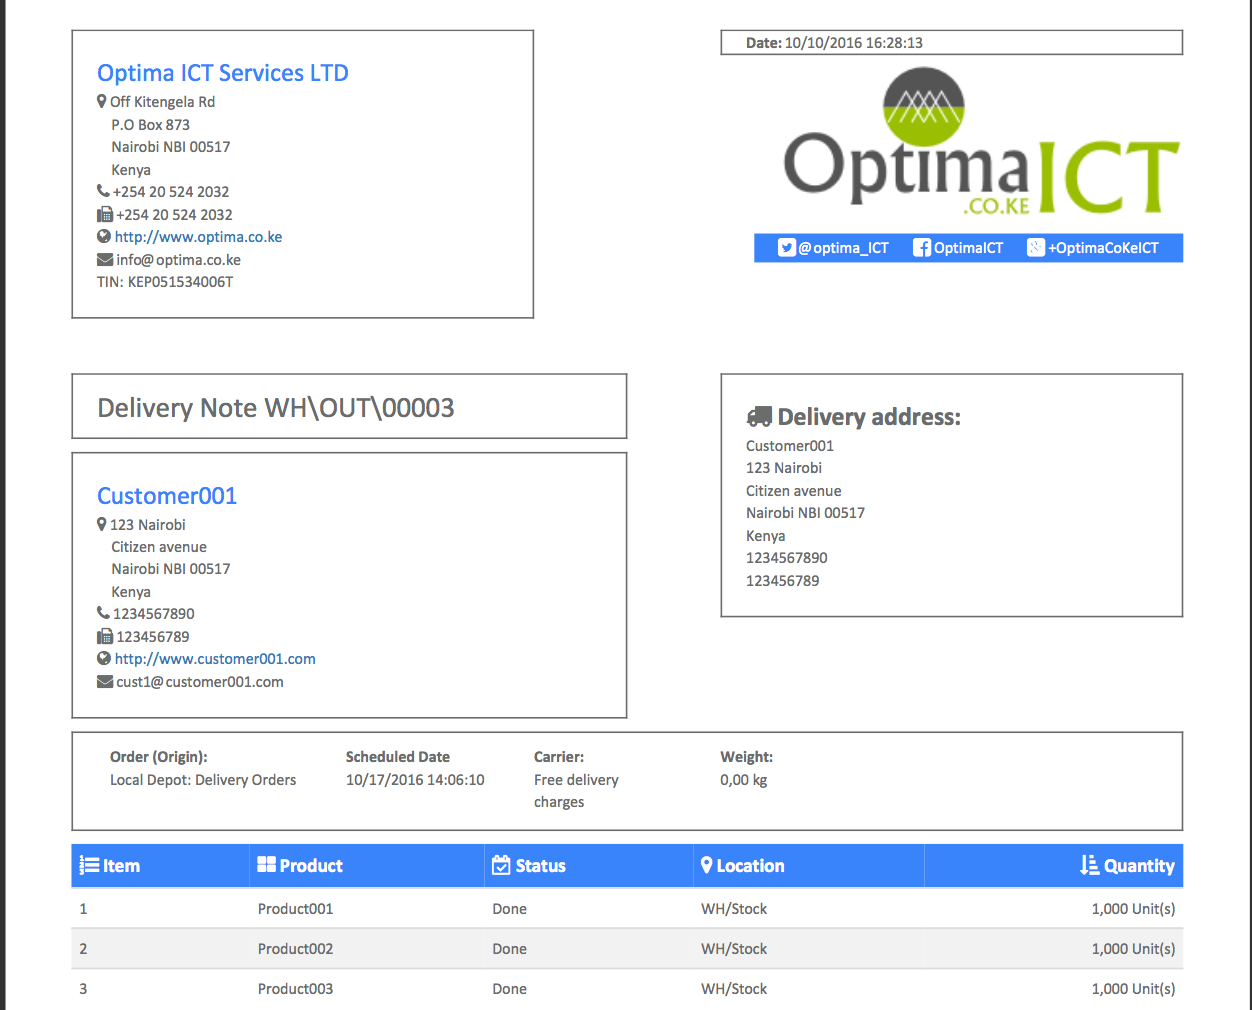 Optima ICT Services LTD
Off Kitengela Rd
P.O Box 873
Nairobi NBI 00517
Kenya
+254 20 524 2032
+254 20 524 2032
http://www.optima.co.ke
info@optima.co.ke
TIN: KEP051534006T
Date: 10/10/2016 16:28:13
OptimaICT
.CO.KE
@optima_ICT OptimaICT +OptimaCoKeICT
Delivery Note WH\OUT\00003
Customer001
123 Nairobi
Citizen avenue
Nairobi NBI 00517
Kenya
1234567890
123456789
http://www.customer001.com
cust1@customer001.com
Delivery address:
Customer001
123 Nairobi
Citizen avenue
Nairobi NBI 00517
Kenya
1234567890
123456789
Order (Origin): Scheduled Date Carrier: Weight:
Local Depot: Delivery Orders 10/17/2016 14:06:10 Free delivery 0,00 kg
charges
Item Product Status Location Quantity
1 Product001 Done WH/Stock 1,000 Unit(s)
2 Product002 Done WH/Stock 1,000 Unit(s)
3 Product003 Done WH/Stock 1,000 Unit(s)